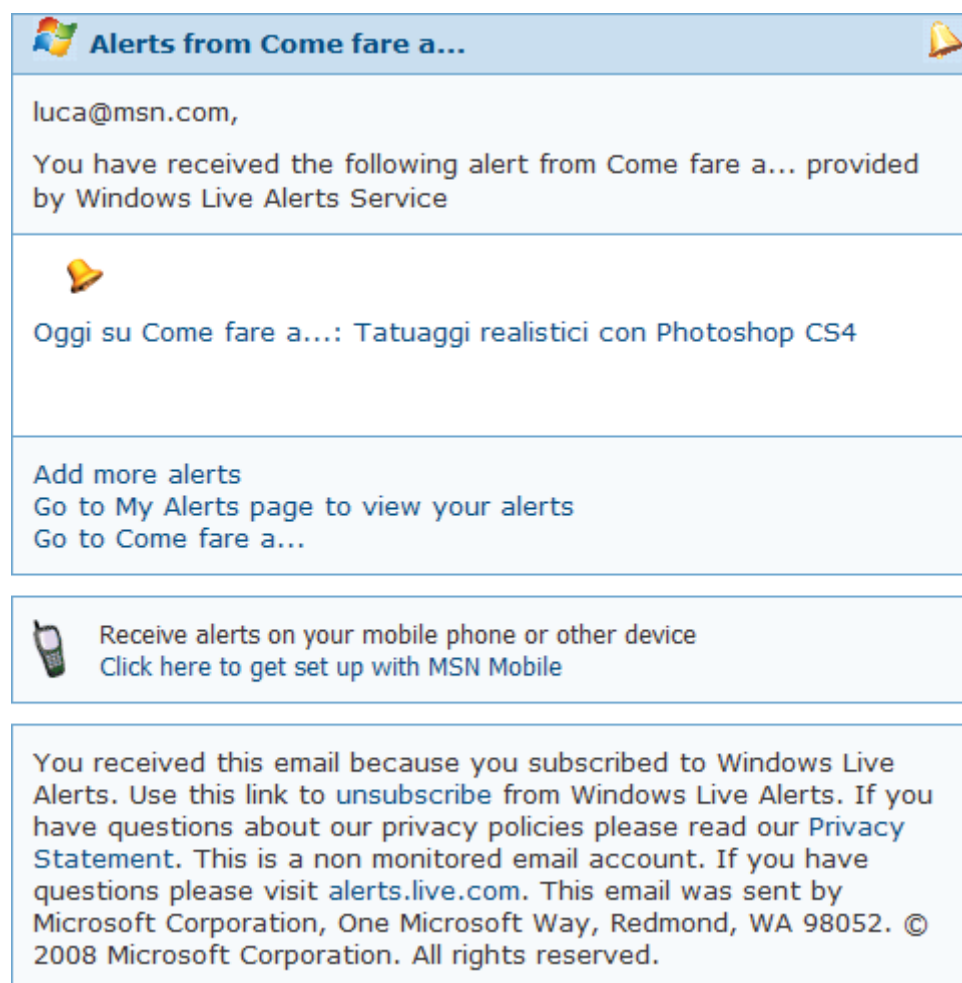 Alerts from Come fare a...
luca@msn.com,
You have received the following alert from Come fare a... provided
by Windows Live Alerts Service
Oggi su Come fare a...: Tatuaggi realistici con Photoshop CS4
Add more alerts
Go to My Alerts page to view your alerts
Go to Come fare a...
Receive alerts on your mobile phone or other device
Click here to get set up with MSN Mobile
You received this email because you subscribed to Windows Live
Alerts. Use this link to unsubscribe from Windows Live Alerts. If you
have questions about our privacy policies please read our Privacy
Statement. This is a non monitored email account. If you have
questions please visit alerts.live.com. This email was sent by
Microsoft Corporation, One Microsoft Way, Redmond, WA 98052. ©
2008 Microsoft Corporation. All rights reserved.